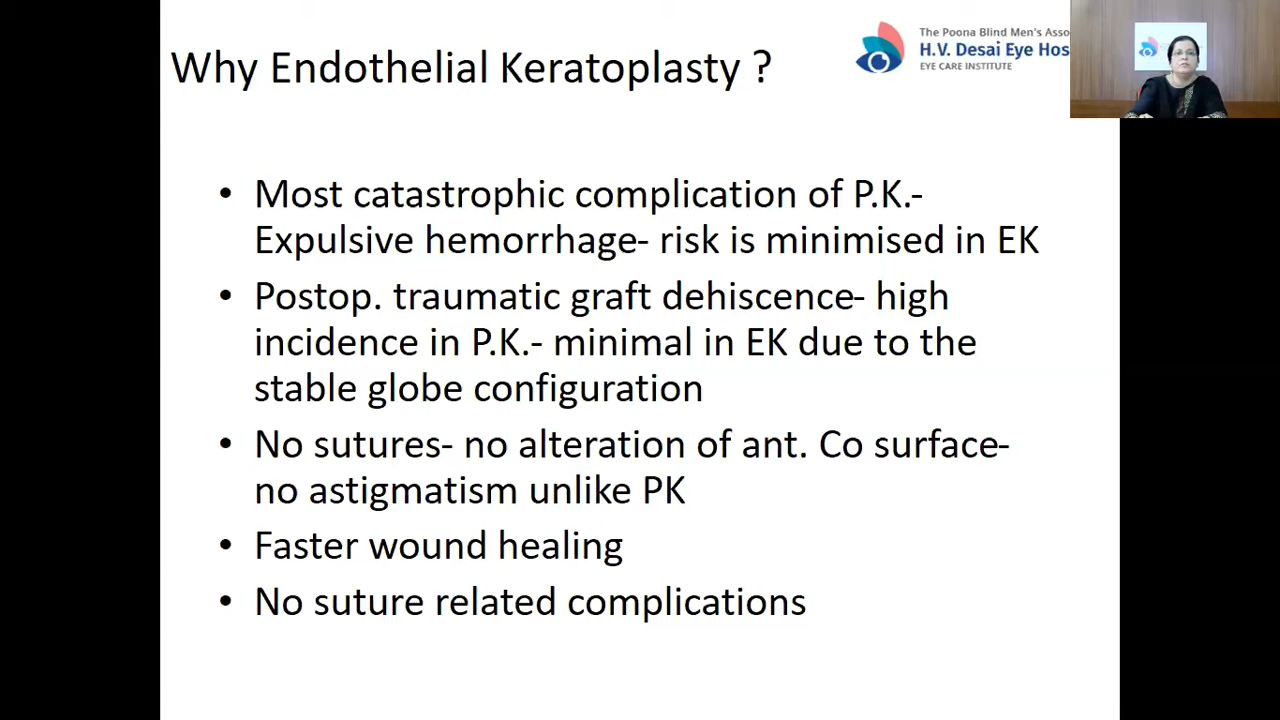 Why Endothelial Keratoplasty ?
The Poona Blind Men's Asso
H.V. Desai Eye Hos
EYE CARE INSTITUTE
• Most catastrophic complication of P.K.-
Expulsive hemorrhage- risk is minimised in EK
• Postop. traumatic graft dehiscence- high
incidence in P.K.- minimal in EK due to the
stable globe configuration
• No sutures- no alteration of ant. Co surface-
no astigmatism unlike PK
• Faster wound healing
• No suture related complications